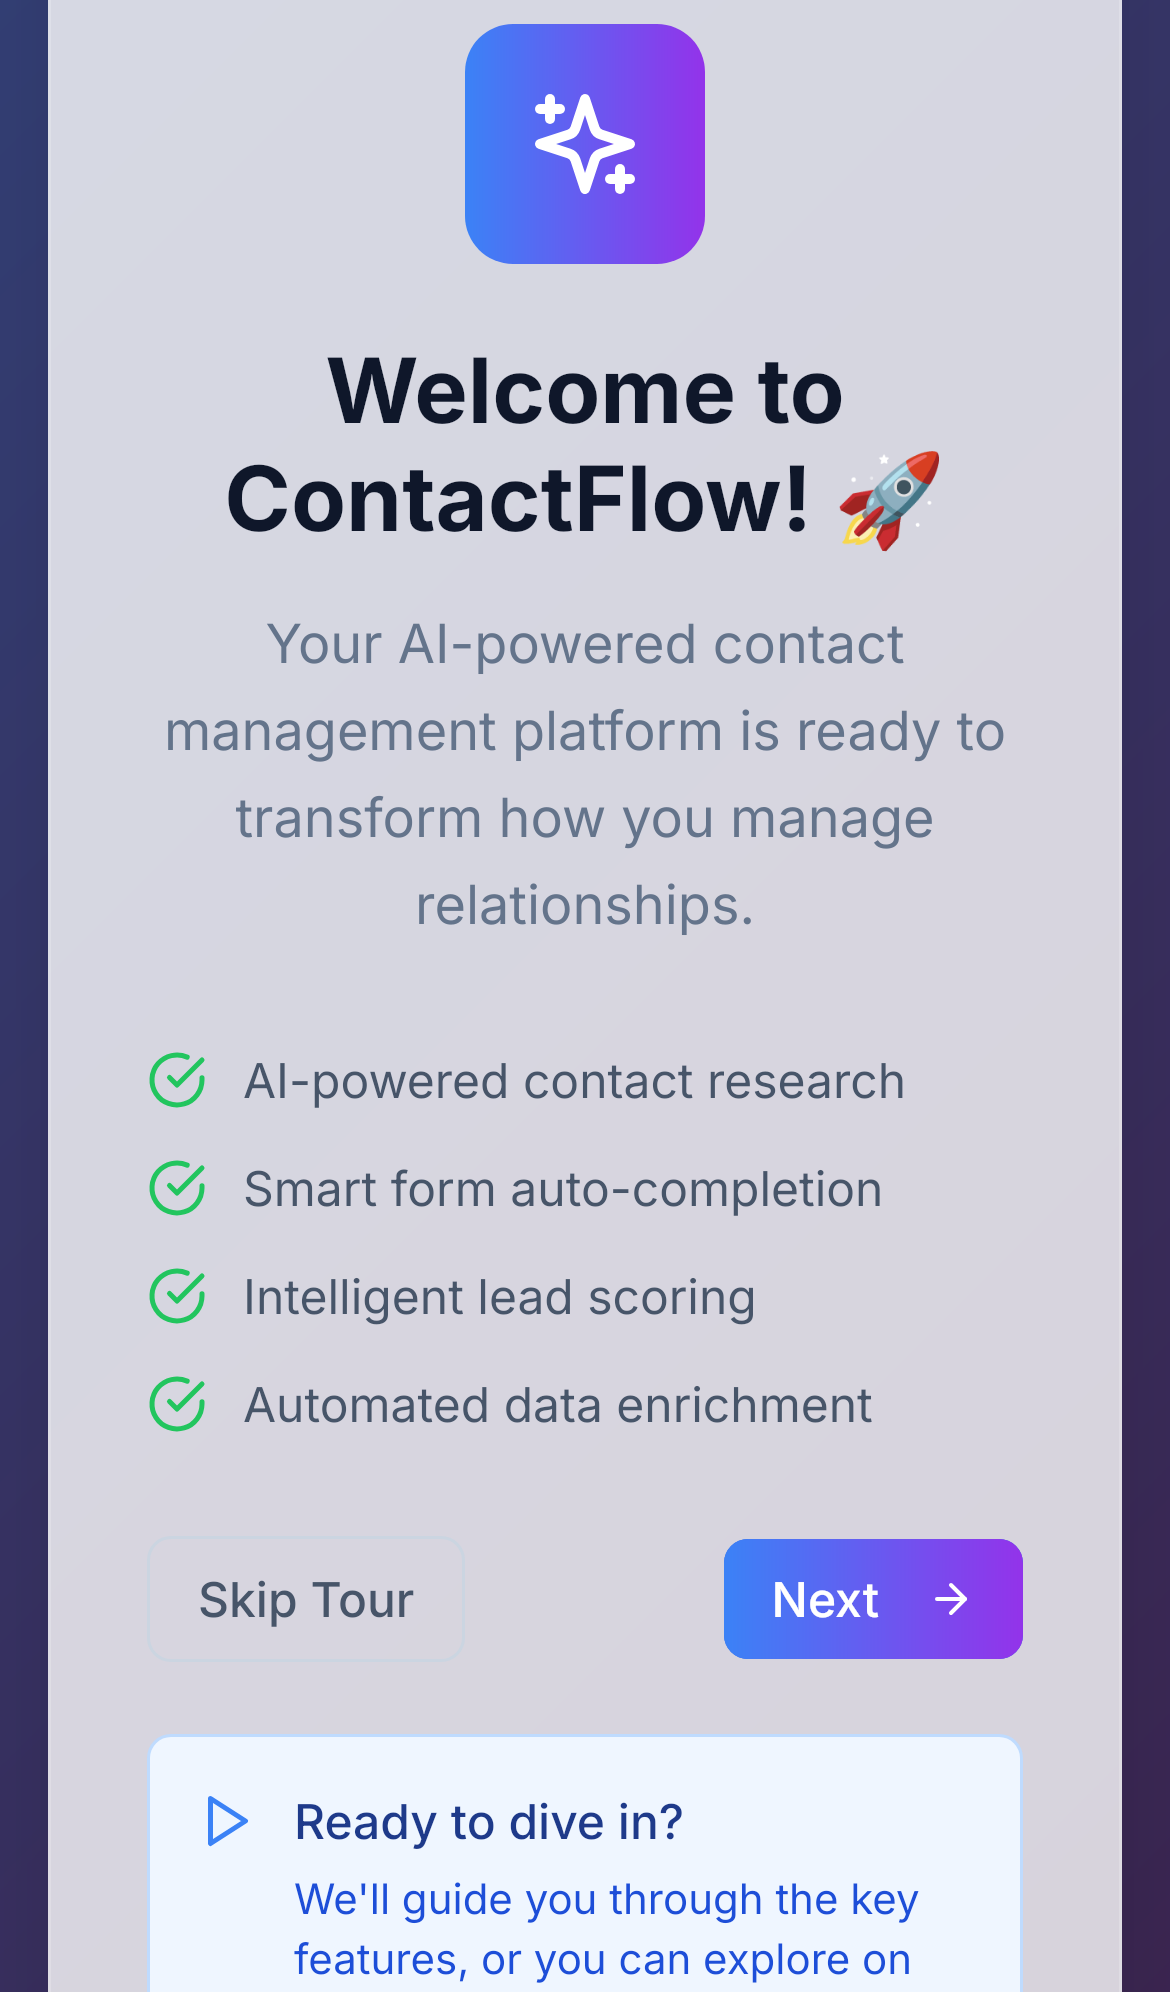 Welcome to
ContactFlow! 🚀
Your AI-powered contact
management platform is ready to
transform how you manage
relationships.
AI-powered contact research
Smart form auto-completion
Intelligent lead scoring
Automated data enrichment
Skip Tour
Next
Ready to dive in?
We'll guide you through the key
features, or you can explore on